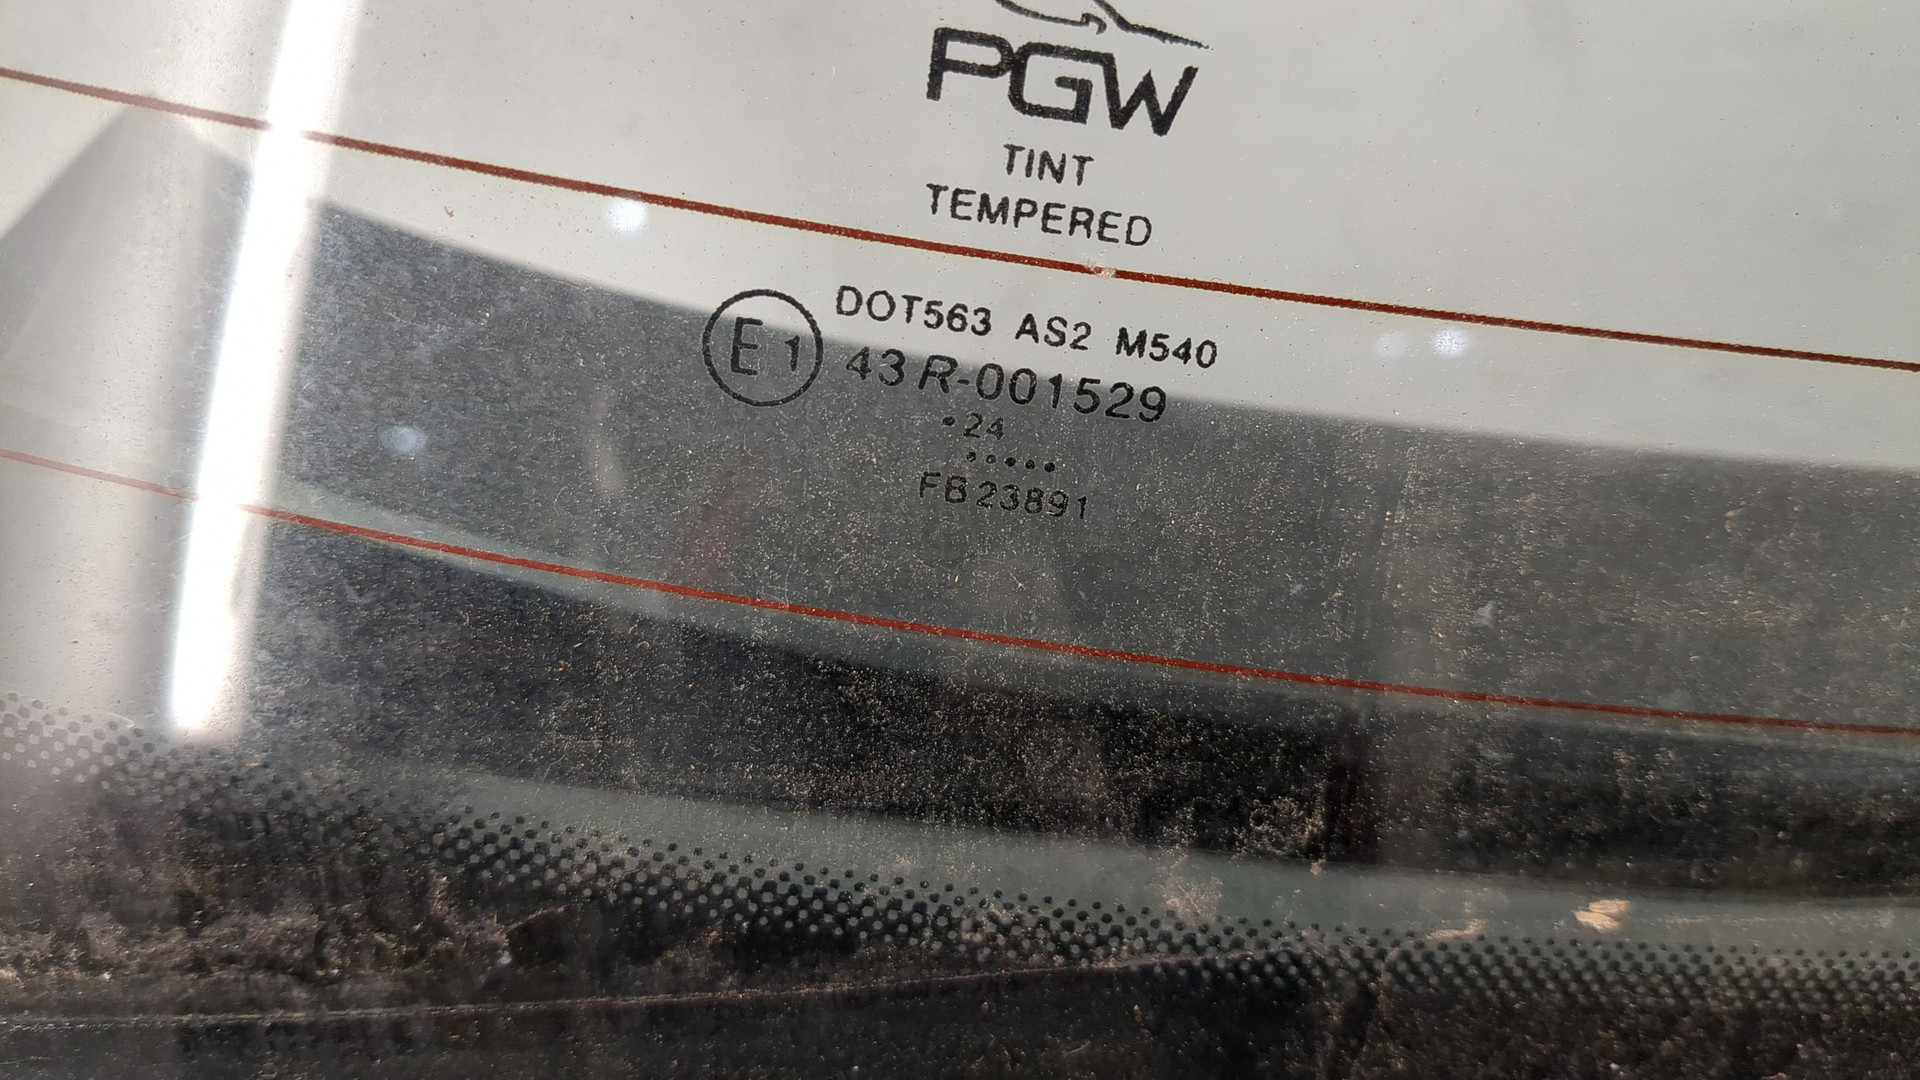 PGW
TINT
TEMPERED
DOT563 AS2 M540
E1 43R-001529
•24
•••••
FB23891